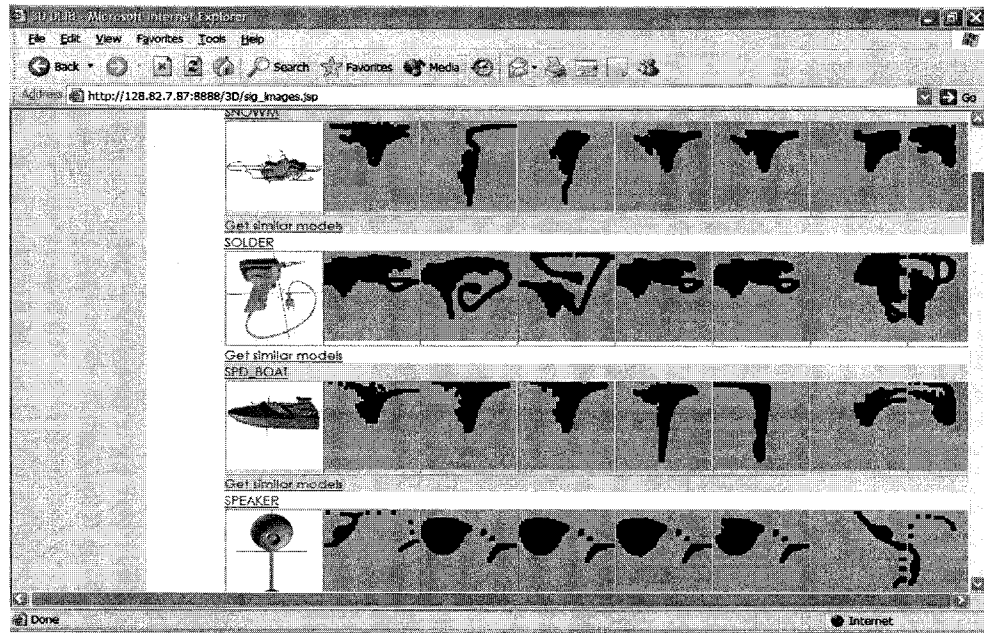 3D DLIB - Microsoft Internet Explorer
File Edit View Favorites Tools Help
Back Search Favorites Media
Address http://128.82.7.87:8888/3D/sig_images.jsp Go
SNOWM
Get similar models
SOLDER
Get similar models
SPD_BOAT
Get similar models
SPEAKER
Done Internet